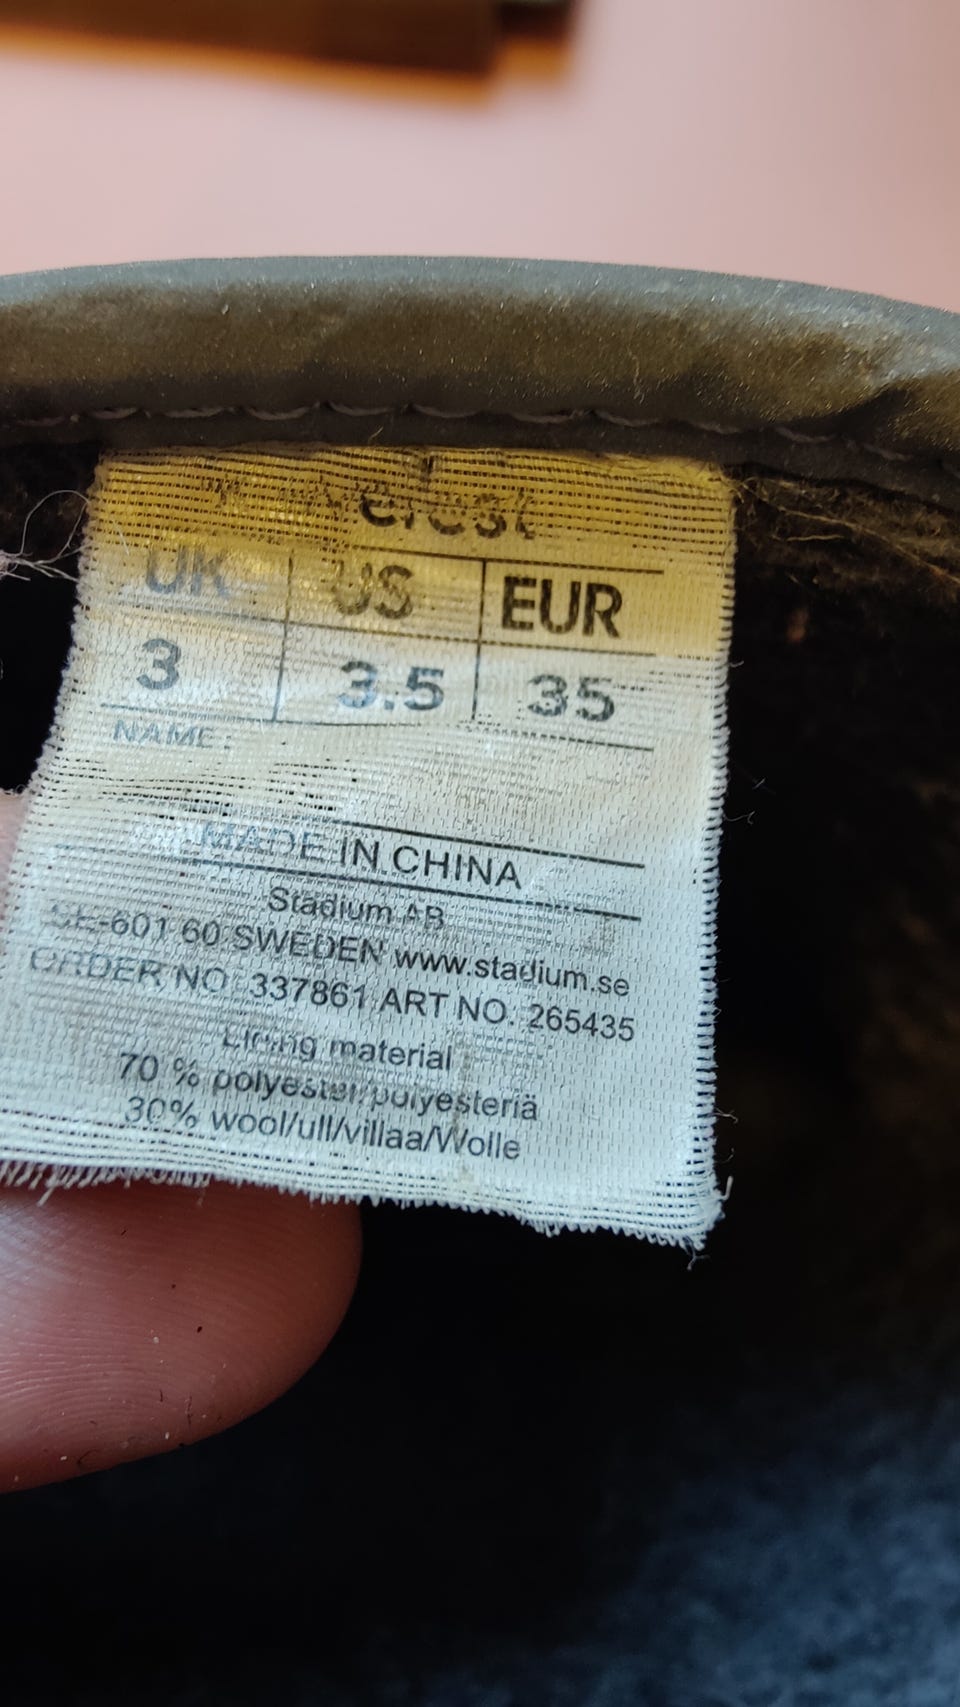 UK US EUR
3 3.5 35
NAME:
MADE IN CHINA
Stadium AB
SE-601 60 SWEDEN www.stadium.se
ORDER NO 337861 ART NO. 265435
Lining material
70 % polyester/polyesteriä
30% wool/ull/villaa/Wolle